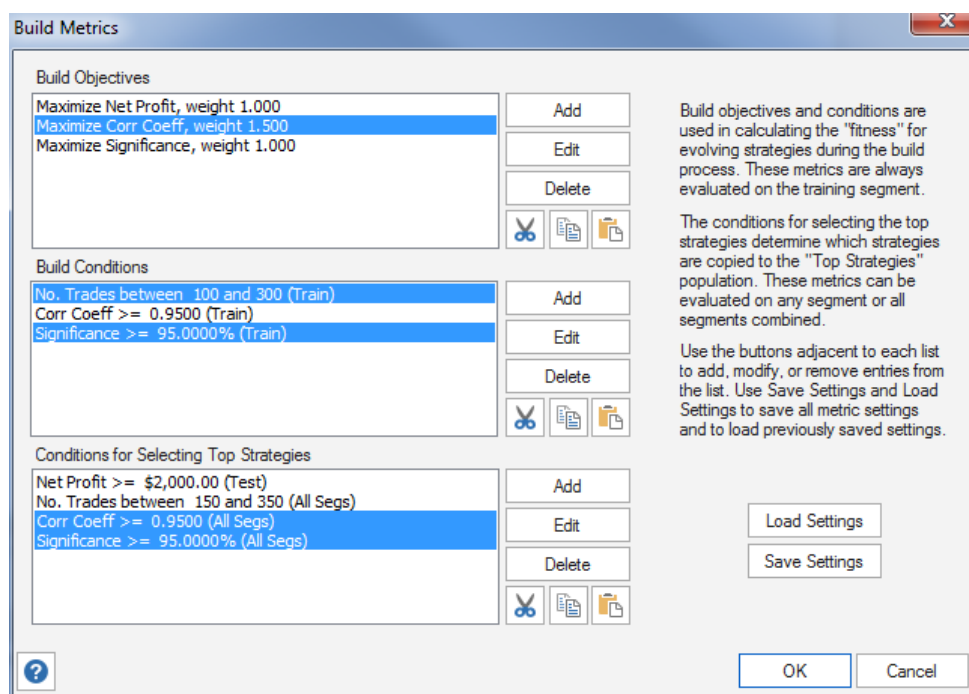 Build Metrics
X
Build Objectives
Maximize Net Profit, weight 1.000
Maximize Corr Coeff, weight 1.500
Maximize Significance, weight 1.000
Add
Edit
Delete
Build Conditions
No. Trades between  100 and 300 (Train)
Corr Coeff >=  0.9500 (Train)
Significance >=  95.0000% (Train)
Add
Edit
Delete
Conditions for Selecting Top Strategies
Net Profit >=  $2,000.00 (Test)
No. Trades between  150 and 350 (All Segs)
Corr Coeff >=  0.9500 (All Segs)
Significance >=  95.0000% (All Segs)
Add
Edit
Delete
Build objectives and conditions are
used in calculating the "fitness" for
evolving strategies during the build
process. These metrics are always
evaluated on the training segment.
The conditions for selecting the top
strategies determine which strategies
are copied to the "Top Strategies"
population. These metrics can be
evaluated on any segment or all
segments combined.
Use the buttons adjacent to each list
to add, modify, or remove entries from
the list. Use Save Settings and Load
Settings to save all metric settings
and to load previously saved settings.
Load Settings
Save Settings
?
OK
Cancel